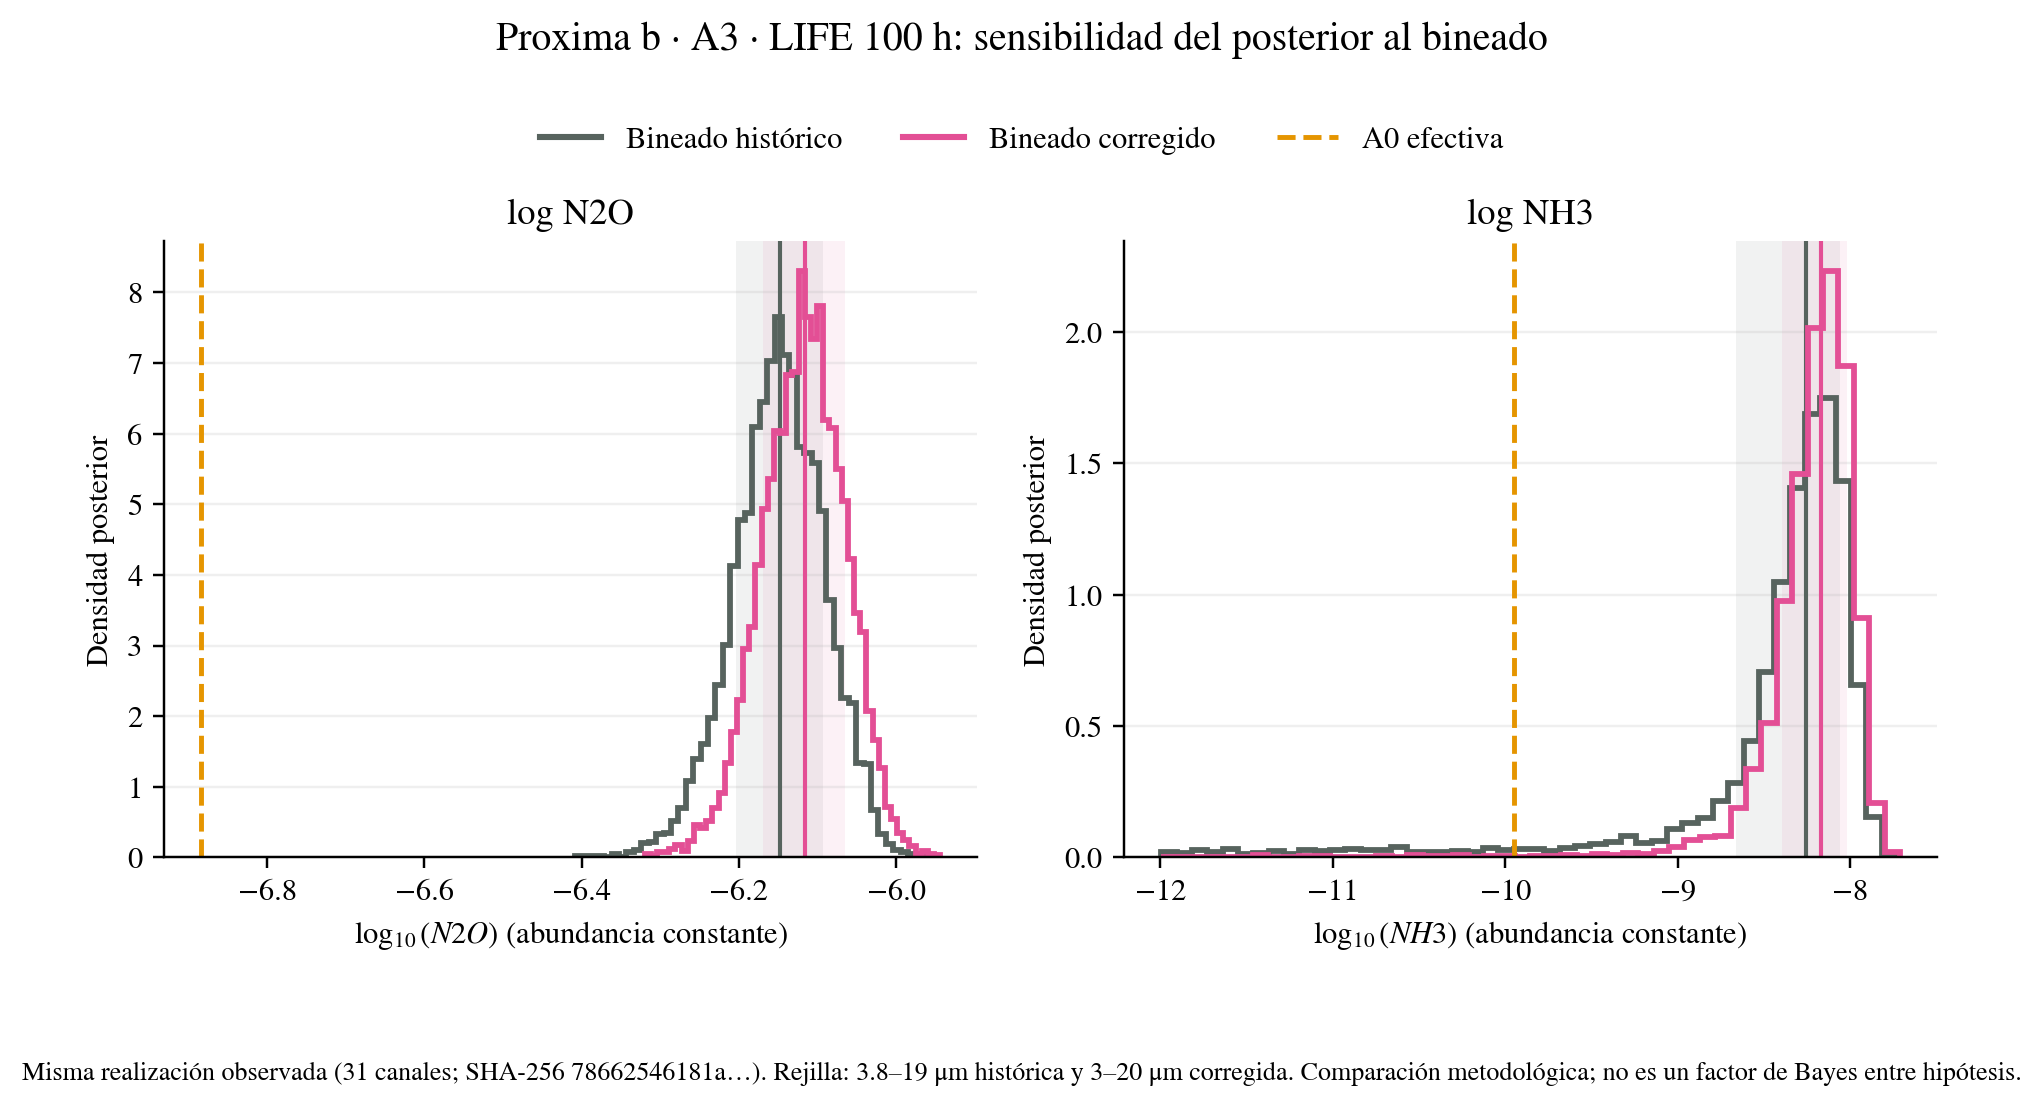 Proxima b · A3 · LIFE 100 h: sensibilidad del posterior al bineado
Bineado histórico
Bineado corregido
A0 efectiva
log N2O
Densidad posterior
8
7
6
5
4
3
2
1
0
−6.8
−6.6
−6.4
−6.2
−6.0
log₁₀(N2O) (abundancia constante)
log NH3
Densidad posterior
2.0
1.5
1.0
0.5
0.0
−12
−11
−10
−9
−8
log₁₀(NH3) (abundancia constante)
Misma realización observada (31 canales; SHA-256 78662546181a…). Rejilla: 3.8–19 μm histórica y 3–20 μm corregida. Comparación metodológica; no es un factor de Bayes entre hipótesis.